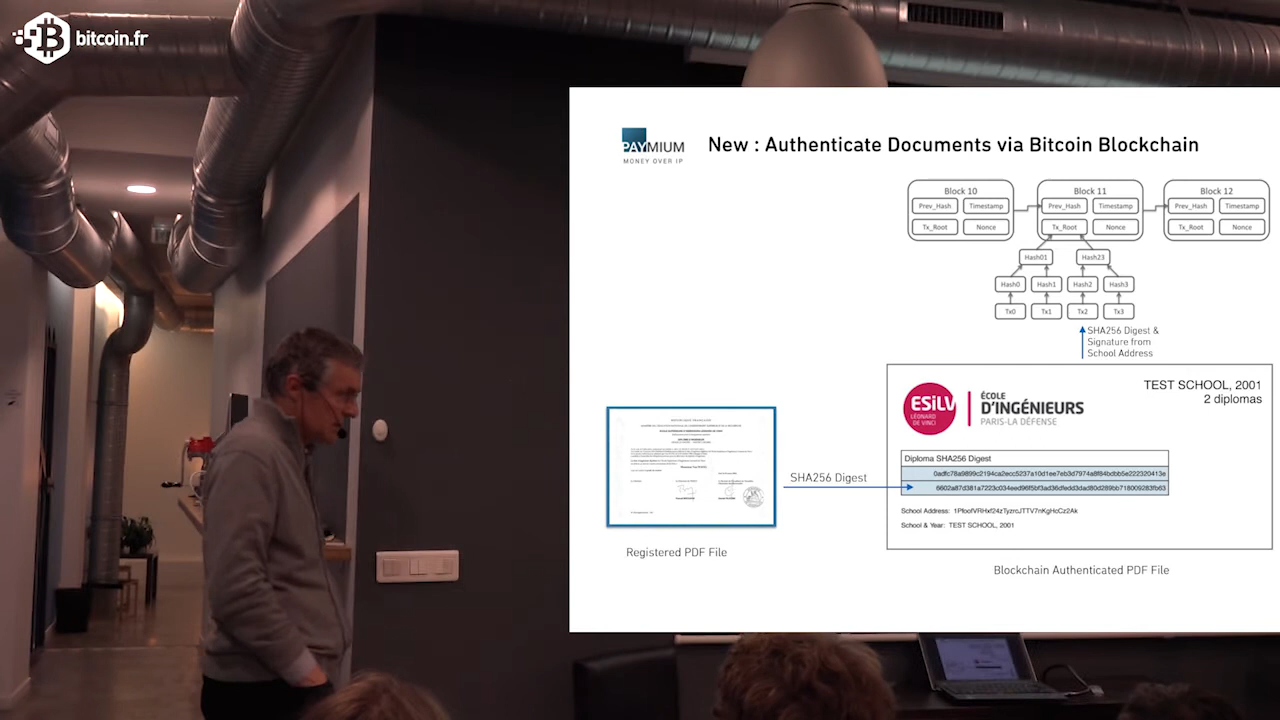 bitcoin.fr
PAYMIUM
MONEY OVER IP
New : Authenticate Documents via Bitcoin Blockchain
Block 10
Block 11
Block 12
Prev_Hash Timestamp
Prev_Hash Timestamp
Prev_Hash Timestamp
Tx_Root Nonce
Tx_Root Nonce
Tx_Root Nonce
Hash01 Hash23
Hash0 Hash1 Hash2 Hash3
Tx0 Tx1 Tx2 Tx3
SHA256 Digest &
Signature from
School Address
ESILV
LÉONARD
DE VINCI
ÉCOLE
D'INGÉNIEURS
PARIS-LA DÉFENSE
TEST SCHOOL, 2001
2 diplomas
Diploma SHA256 Digest
School Address:
School & Year: TEST SCHOOL, 2001
SHA256 Digest
Registered PDF File
Blockchain Authenticated PDF File